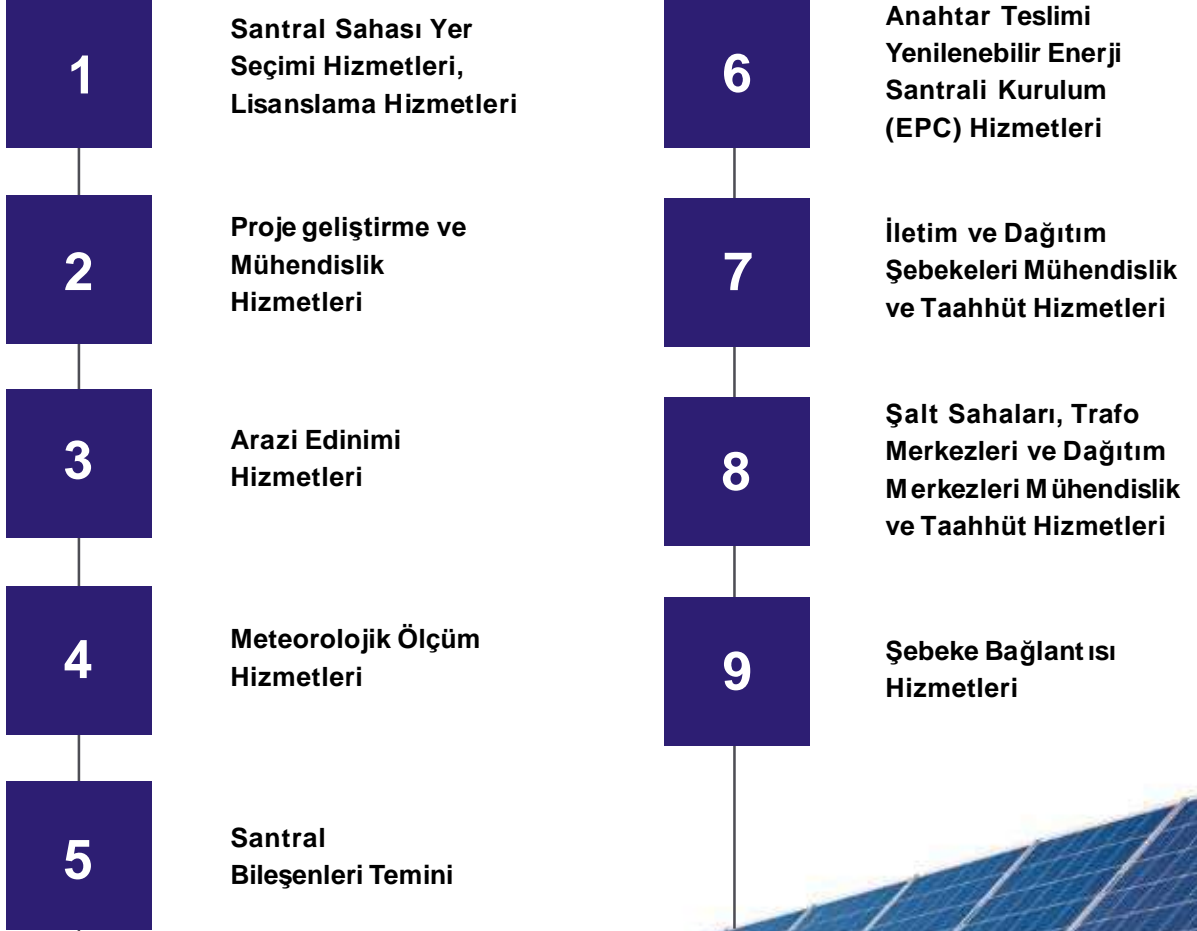 1
Santral Sahası Yer
Seçimi Hizmetleri,
Lisanslama Hizmetleri
2
Proje geliştirme ve
Mühendislik
Hizmetleri
3
Arazi Edinimi
Hizmetleri
4
Meteorolojik Ölçüm
Hizmetleri
5
Santral
Bileşenleri Temini
6
Anahtar Teslimi
Yenilenebilir Enerji
Santrali Kurulum
(EPC) Hizmetleri
7
İletim ve Dağıtım
Şebekeleri Mühendislik
ve Taahhüt Hizmetleri
8
Şalt Sahaları, Trafo
Merkezleri ve Dağıtım
Merkezleri Mühendislik
ve Taahhüt Hizmetleri
9
Şebeke Bağlantısı
Hizmetleri